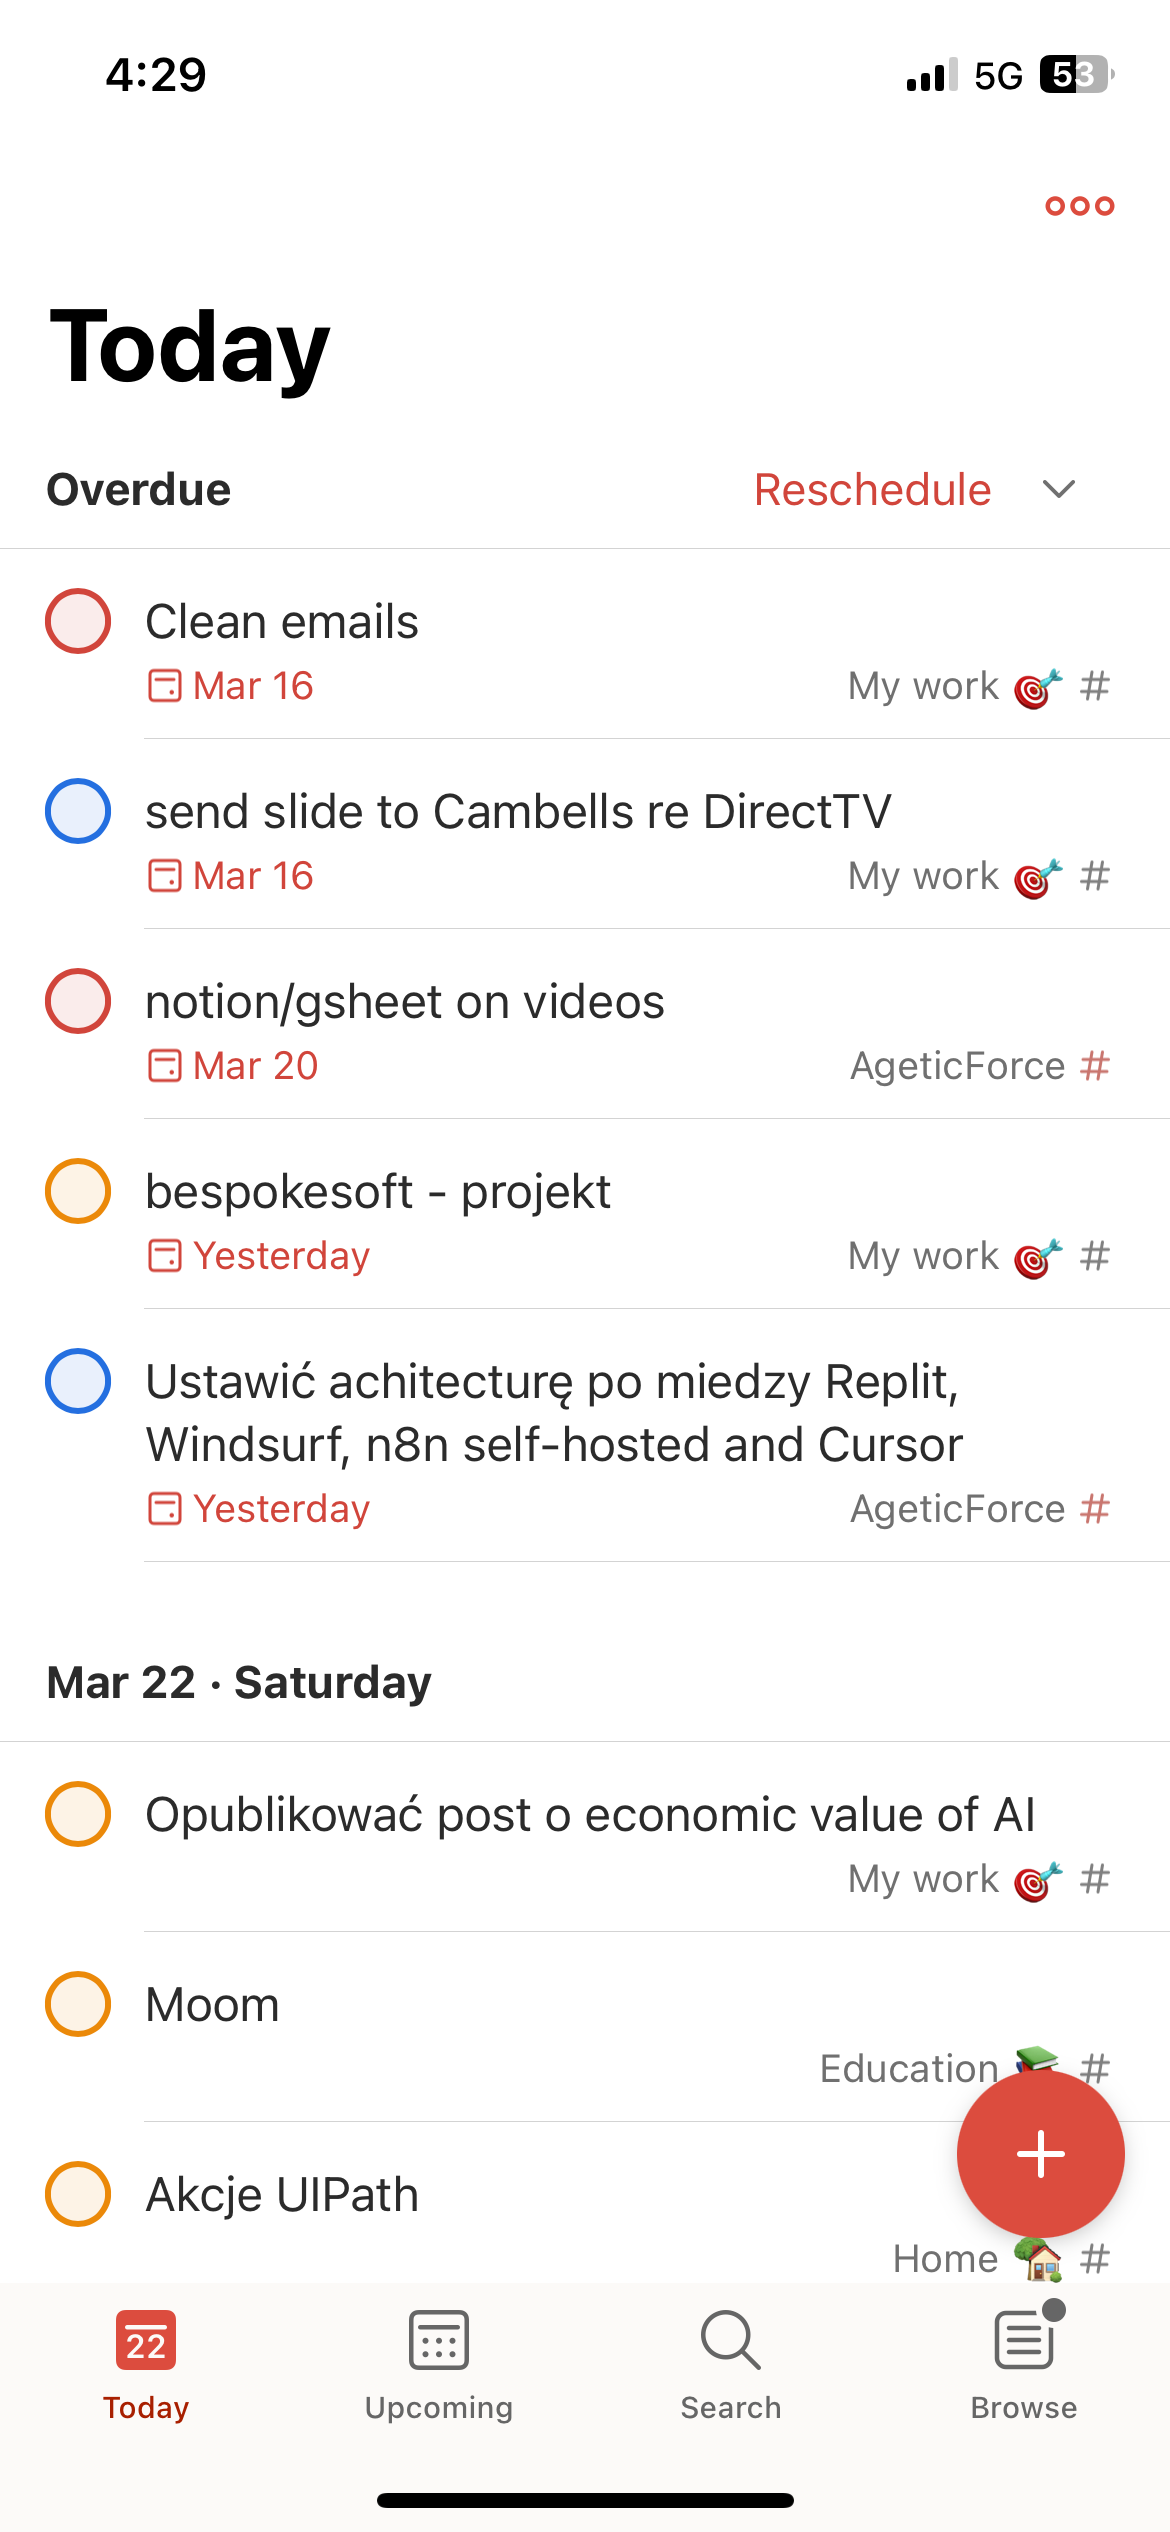 4:29
5G 53
Today
Overdue Reschedule
Clean emails
Mar 16 My work 🎯 #
send slide to Cambells re DirectTV
Mar 16 My work 🎯 #
notion/gsheet on videos
Mar 20 AgeticForce #
bespokesoft - projekt
Yesterday My work 🎯 #
Ustawić achitecturę po miedzy Replit,
Windsurf, n8n self-hosted and Cursor
Yesterday AgeticForce #
Mar 22 · Saturday
Opublikować post o economic value of AI
My work 🎯 #
Moom
Education 📚 #
Akcje UIPath
Home 🏡 #
22
Today Upcoming Search Browse